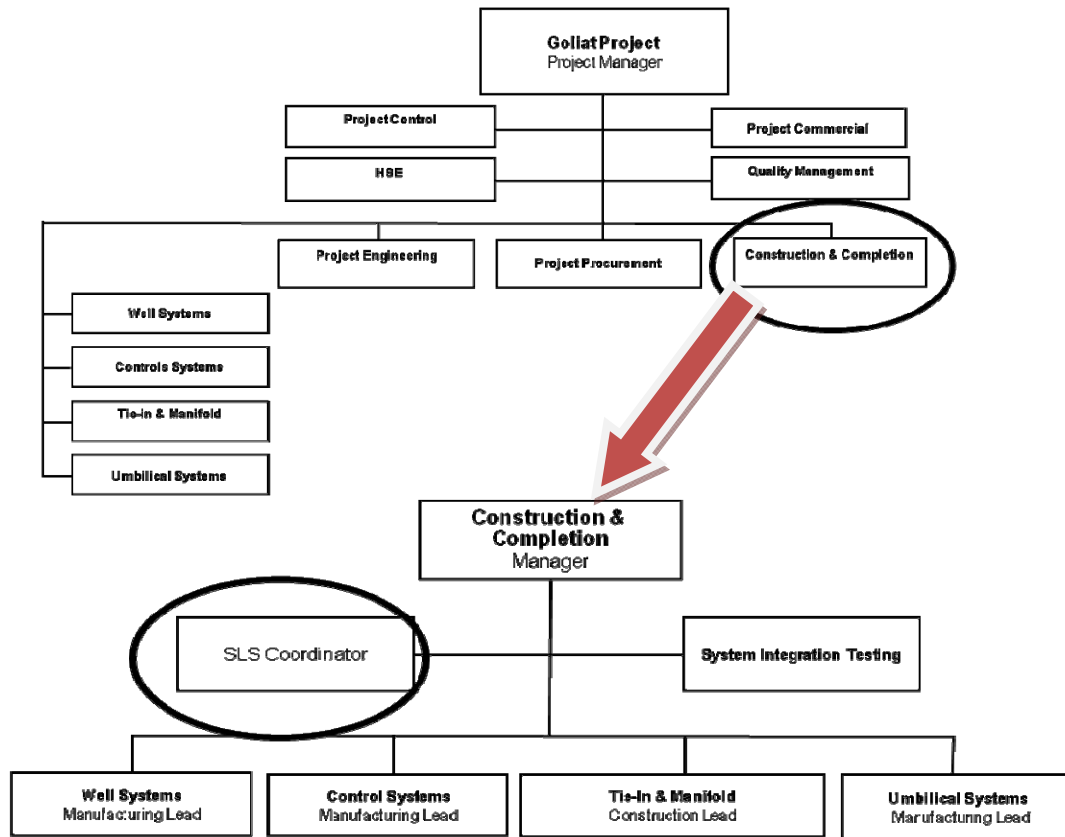 Goliat Project
Project Manager
Project Control
Project Commercial
HSE
Quality Management
Project Engineering
Project Procurement
Construction & Completion
Well Systems
Controls Systems
Tie-in & Manifold
Umbilical Systems
Construction &
Completion
Manager
SLS Coordinator
System Integration Testing
Well Systems
Manufacturing Lead
Control Systems
Manufacturing Lead
Tie-in & Manifold
Construction Lead
Umbilical Systems
Manufacturing Lead